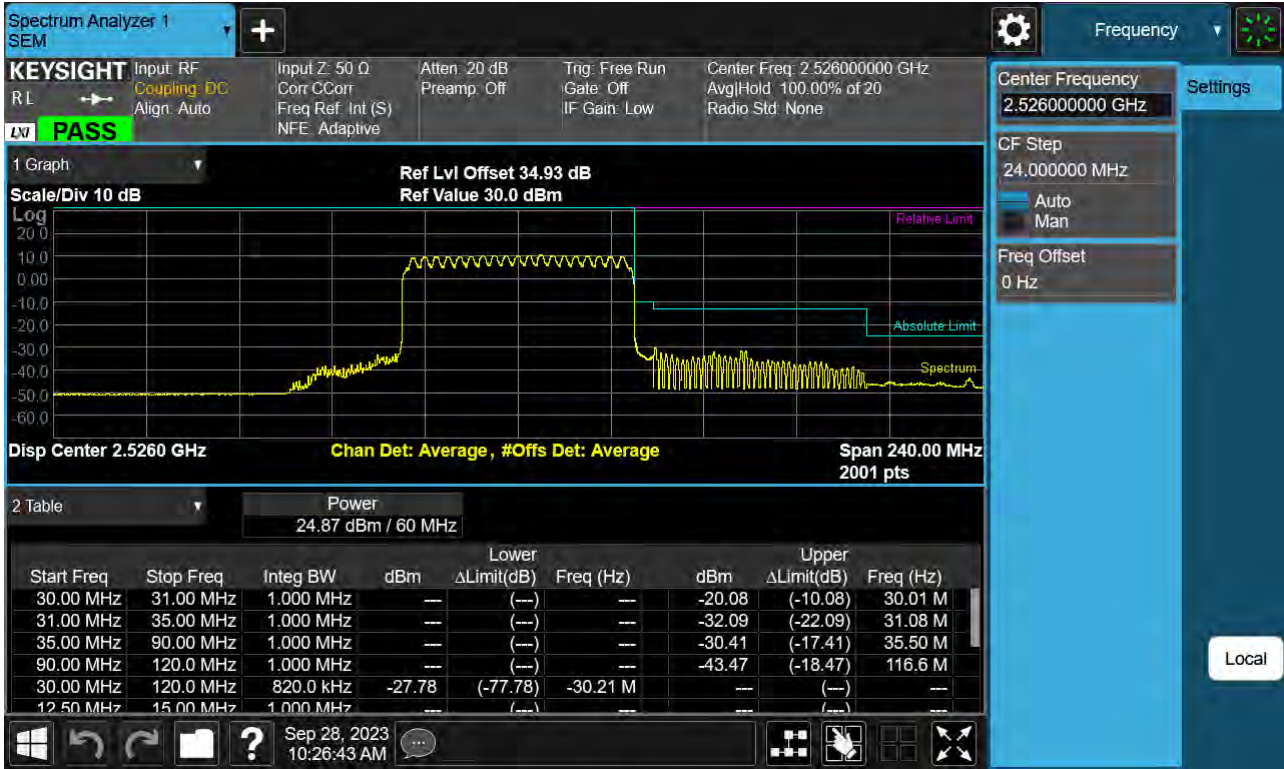 Spectrum Analyzer 1
SEM
Frequency
KEYSIGHT
R L
LXI
PASS
Input: RF
Coupling: DC
Align: Auto
Input Z: 50 Ω
Corr CCorr
Freq Ref: Int (S)
NFE: Adaptive
Atten: 20 dB
Preamp: Off
Trig: Free Run
Gate: Off
IF Gain: Low
Center Freq: 2.526000000 GHz
Avg|Hold: 100.00% of 20
Radio Std: None
Center Frequency
2.526000000 GHz
Settings
CF Step
24.000000 MHz
Auto
Man
Freq Offset
0 Hz
Local
1 Graph
Scale/Div 10 dB
Ref Lvl Offset 34.93 dB
Ref Value 30.0 dBm
Log
20.0
10.0
0.00
-10.0
-20.0
-30.0
-40.0
-50.0
-60.0
Relative Limit
Absolute Limit
Spectrum
Disp Center 2.5260 GHz
Chan Det: Average , #Offs Det: Average
Span 240.00 MHz
2001 pts
2 Table
Power
24.87 dBm / 60 MHz
Lower Upper
Start Freq Stop Freq Integ BW dBm ΔLimit(dB) Freq (Hz) dBm ΔLimit(dB) Freq (Hz)
30.00 MHz 31.00 MHz 1.000 MHz --- (---) --- -20.08 (-10.08) 30.01 M
31.00 MHz 35.00 MHz 1.000 MHz --- (---) --- -32.09 (-22.09) 31.08 M
35.00 MHz 90.00 MHz 1.000 MHz --- (---) --- -30.41 (-17.41) 35.50 M
90.00 MHz 120.0 MHz 1.000 MHz --- (---) --- -43.47 (-18.47) 116.6 M
30.00 MHz 120.0 MHz 820.0 kHz -27.78 (-77.78) -30.21 M --- (---) ---
12.50 MHz 15.00 MHz 1.000 MHz --- (---) --- --- (---) ---
?
Sep 28, 2023
10:26:43 AM